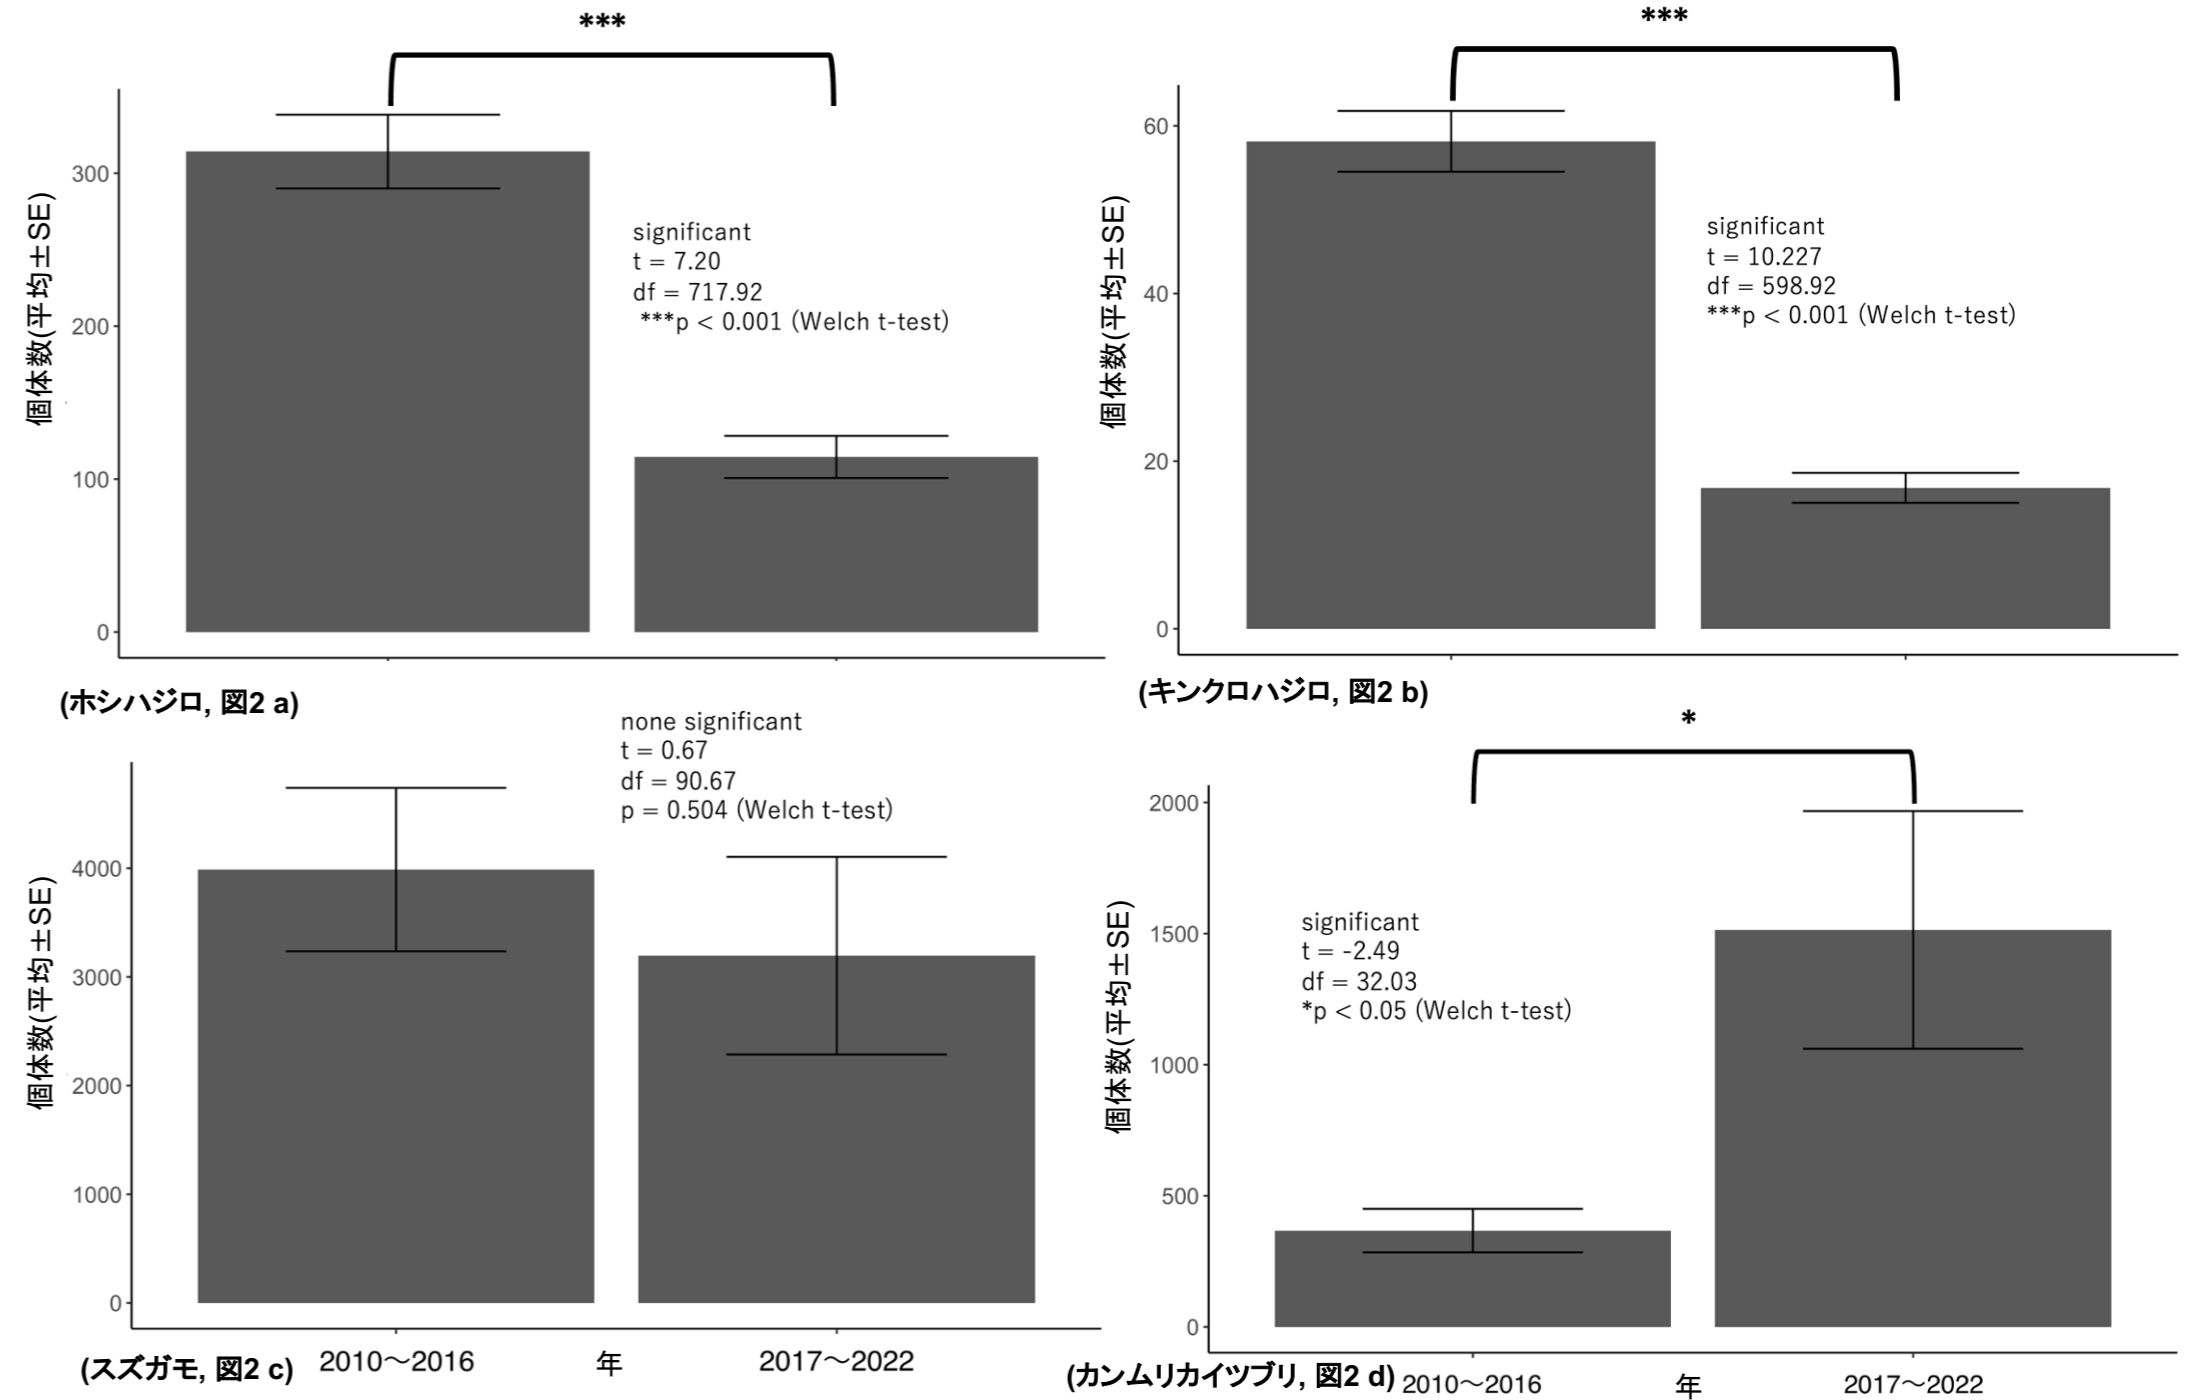 ***
300
200
100
0
個体数(平均±SE)
significant
t = 7.20
df = 717.92
***p < 0.001 (Welch t-test)
(ホシハジロ, 図2 a)
***
60
40
20
0
個体数(平均±SE)
significant
t = 10.227
df = 598.92
***p < 0.001 (Welch t-test)
(キンクロハジロ, 図2 b)
none significant
t = 0.67
df = 90.67
p = 0.504 (Welch t-test)
4000
3000
2000
1000
0
個体数(平均±SE)
(スズガモ, 図2 c)
2010〜2016
年
2017〜2022
*
2000
1500
1000
500
0
個体数(平均±SE)
significant
t = -2.49
df = 32.03
*p < 0.05 (Welch t-test)
(カンムリカイツブリ, 図2 d)
2010〜2016
年
2017〜2022